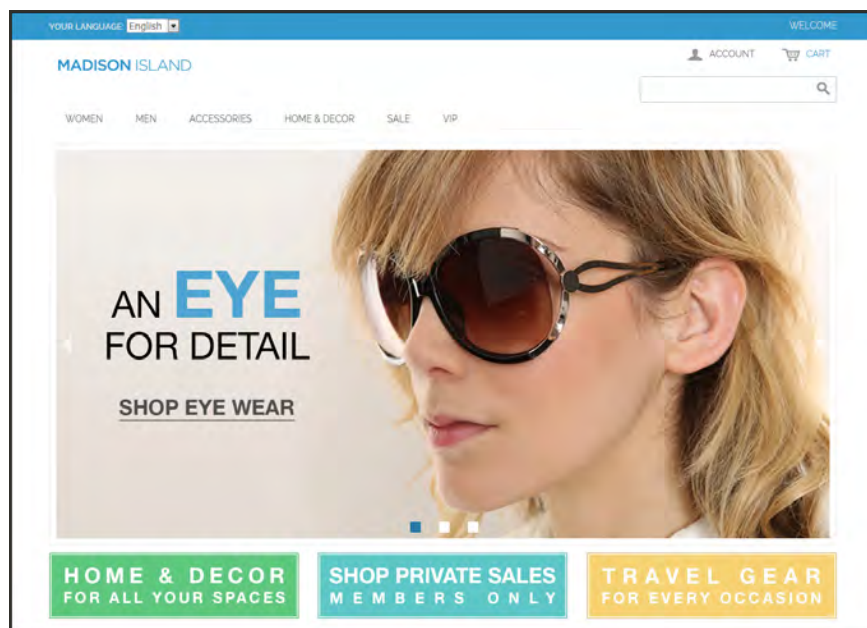 YOUR LANGUAGE: English
WELCOME
MADISON ISLAND
ACCOUNT
CART
WOMEN MEN ACCESSORIES HOME & DECOR SALE VIP
AN EYE
FOR DETAIL
SHOP EYE WEAR
HOME & DECOR
FOR ALL YOUR SPACES
SHOP PRIVATE SALES
MEMBERS ONLY
TRAVEL GEAR
FOR EVERY OCCASION